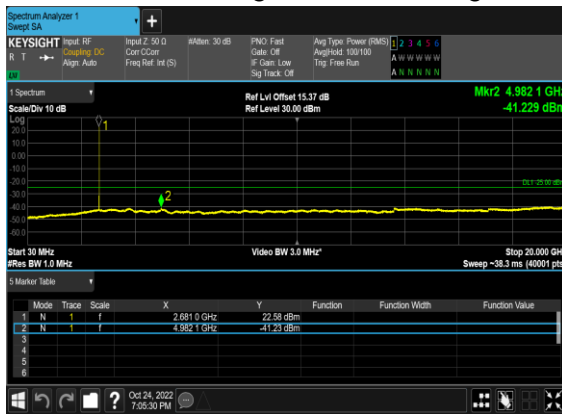 Spectrum Analyzer 1
Swept SA
KEYSIGHT Input: RF Input Z: 50 Ω #Atten: 30 dB PNO: Fast Avg Type: Power (RMS) 1 2 3 4 5 6
R T Coupling: DC Corr CCorr Gate: Off Avg|Hold: 100/100 A W W W W W
Align: Auto Freq Ref: Int (S) IF Gain: Low Trig: Free Run A N N N N N
Sig Track: Off
LXI
1 Spectrum
Scale/Div 10 dB
Ref Lvl Offset 15.37 dB
Ref Level 30.00 dBm
Mkr2 4.982 1 GHz
-41.229 dBm
Log
20.0
10.0
0.00
-10.0
-20.0
-30.0
-40.0
-50.0
-60.0
1
2
Start 30 MHz Video BW 3.0 MHz* Stop 20.000 GH
#Res BW 1.0 MHz Sweep ~38.3 ms (40001 pts
5 Marker Table
Mode Trace Scale X Y Function Function Width Function Value
1 N 1 f 2.681 0 GHz 22.58 dBm
2 N 1 f 4.982 1 GHz -41.23 dBm
3
4
5
6
?
Oct 24, 2022
7:05:30 PM